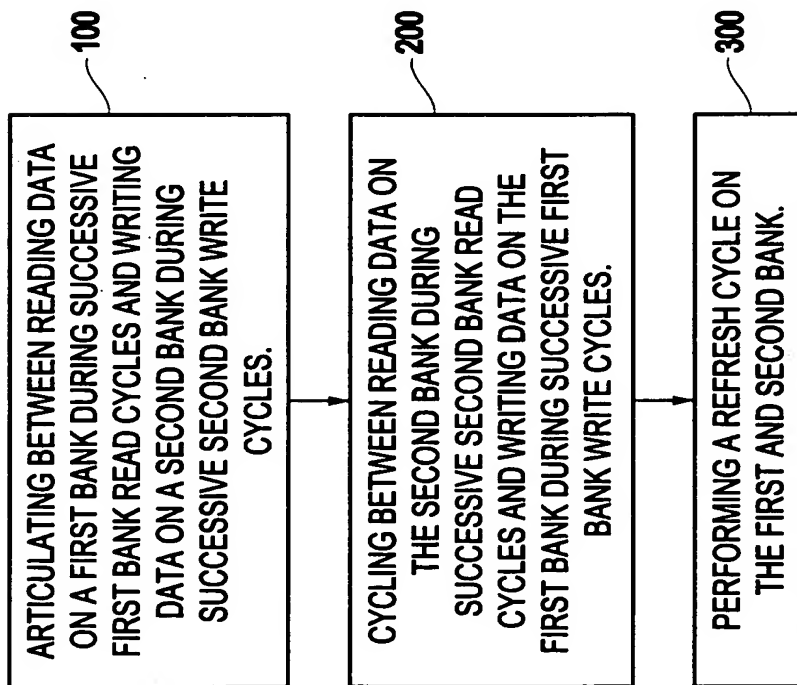 100
ARTICULATING BETWEEN READING DATA
ON A FIRST BANK DURING SUCCESSIVE
FIRST BANK READ CYCLES AND WRITING
DATA ON A SECOND BANK DURING
SUCCESSIVE SECOND BANK WRITE
CYCLES.
200
CYCLING BETWEEN READING DATA ON
THE SECOND BANK DURING
SUCCESSIVE SECOND BANK READ
CYCLES AND WRITING DATA ON THE
FIRST BANK DURING SUCCESSIVE FIRST
BANK WRITE CYCLES.
300
PERFORMING A REFRESH CYCLE ON
THE FIRST AND SECOND BANK.